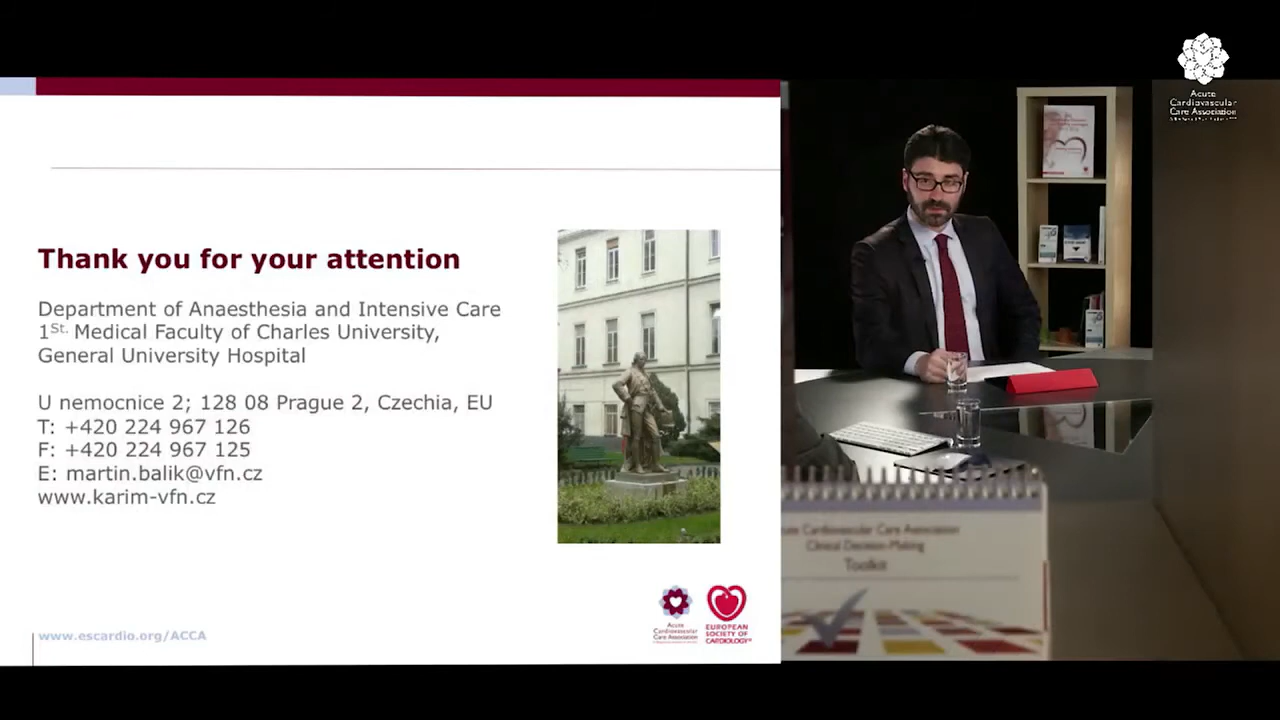 Thank you for your attention
Department of Anaesthesia and Intensive Care
1St. Medical Faculty of Charles University,
General University Hospital
U nemocnice 2; 128 08 Prague 2, Czechia, EU
T: +420 224 967 126
F: +420 224 967 125
E: martin.balik@vfn.cz
www.karim-vfn.cz
www.escardio.org/ACCA
Acute
Cardiovascular
Care Association
EUROPEAN
SOCIETY OF
CARDIOLOGY®
Acute
Cardiovascular
Care Association
Cardiovascular Care Association
Clinical Decision-Making
Toolkit